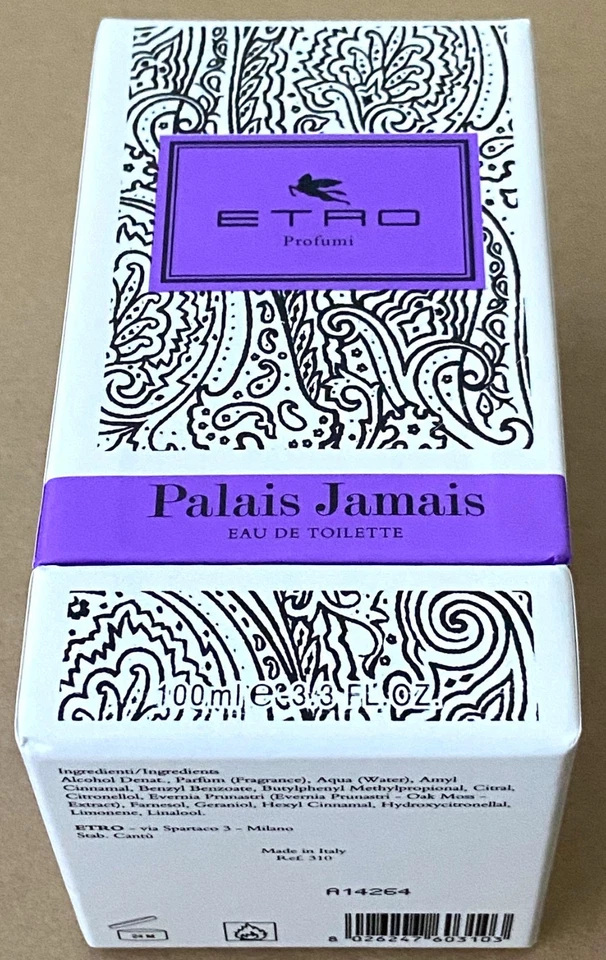 ETRO
Profumi
Palais Jamais
EAU DE TOILETTE
100ml e-3.3 FL.OZ.
Ingredienti/Ingredients
Alcohol Denat., Parfum (Fragrance), Aqua (Water), Amyl
Cinnamal, Benzyl Benzoate, Butylphenyl Methylpropional, Citral,
Citronellol, Evernia Prunastri (Evernia Prunastri - Oak Moss -
Extract), Farnesol, Geraniol, Hexyl Cinnamal, Hydroxycitronellal,
Limonene, Linalool.
ETRO - via Spartaco 3 - Milano
Stab. Cantù
Made in Italy
Ref. 310
A14264
24 M
8 026247 603103